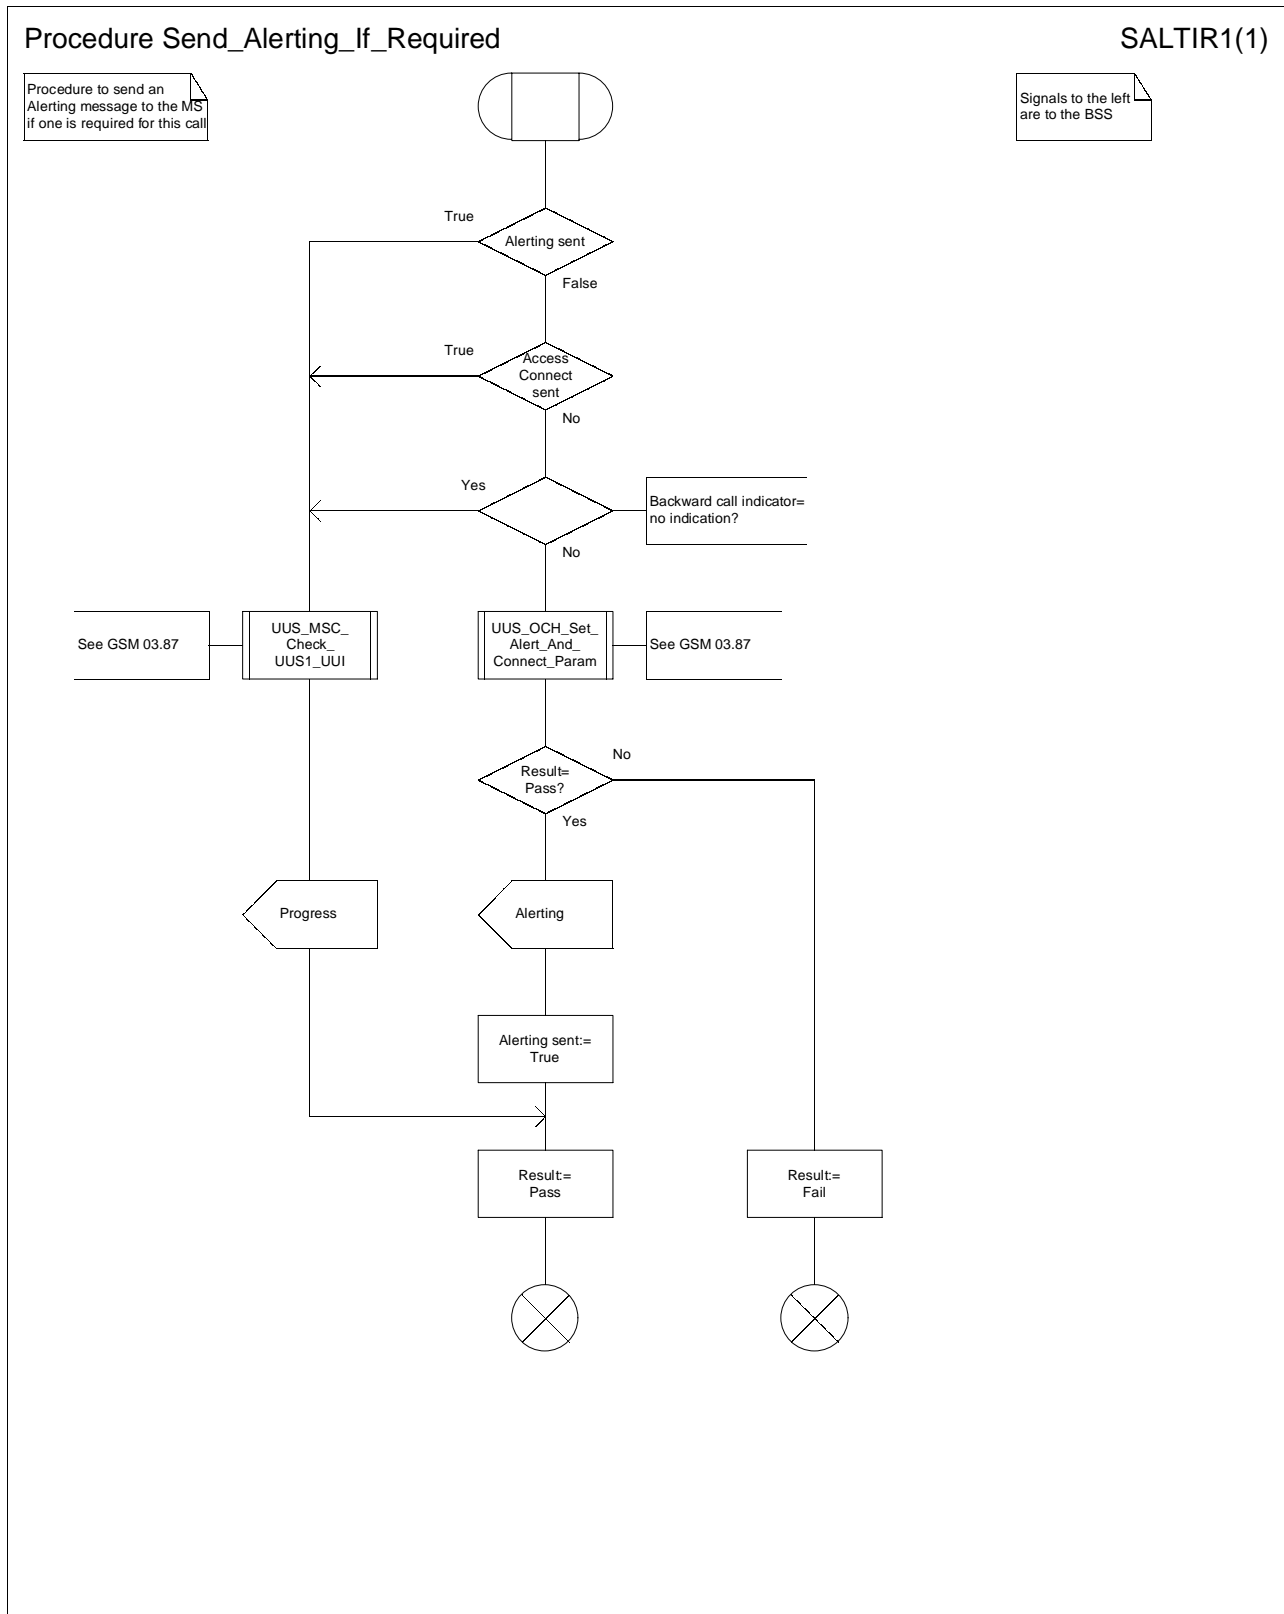 Procedure Send_Alerting_If_Required
SALTIR1(1)
Procedure to send an
Alerting message to the MS
if one is required for this call
Signals to the left
are to the BSS
True
Alerting sent
False
True
Access
Connect
sent
No
Yes
Backward call indicator=
no indication?
No
See GSM 03.87
UUS_MSC_
Check_
UUS1_UUI
UUS_OCH_Set_
Alert_And_
Connect_Param
See GSM 03.87
Result=
Pass?
No
Yes
Progress
Alerting
Alerting sent:=
True
Result:=
Pass
Result:=
Fail